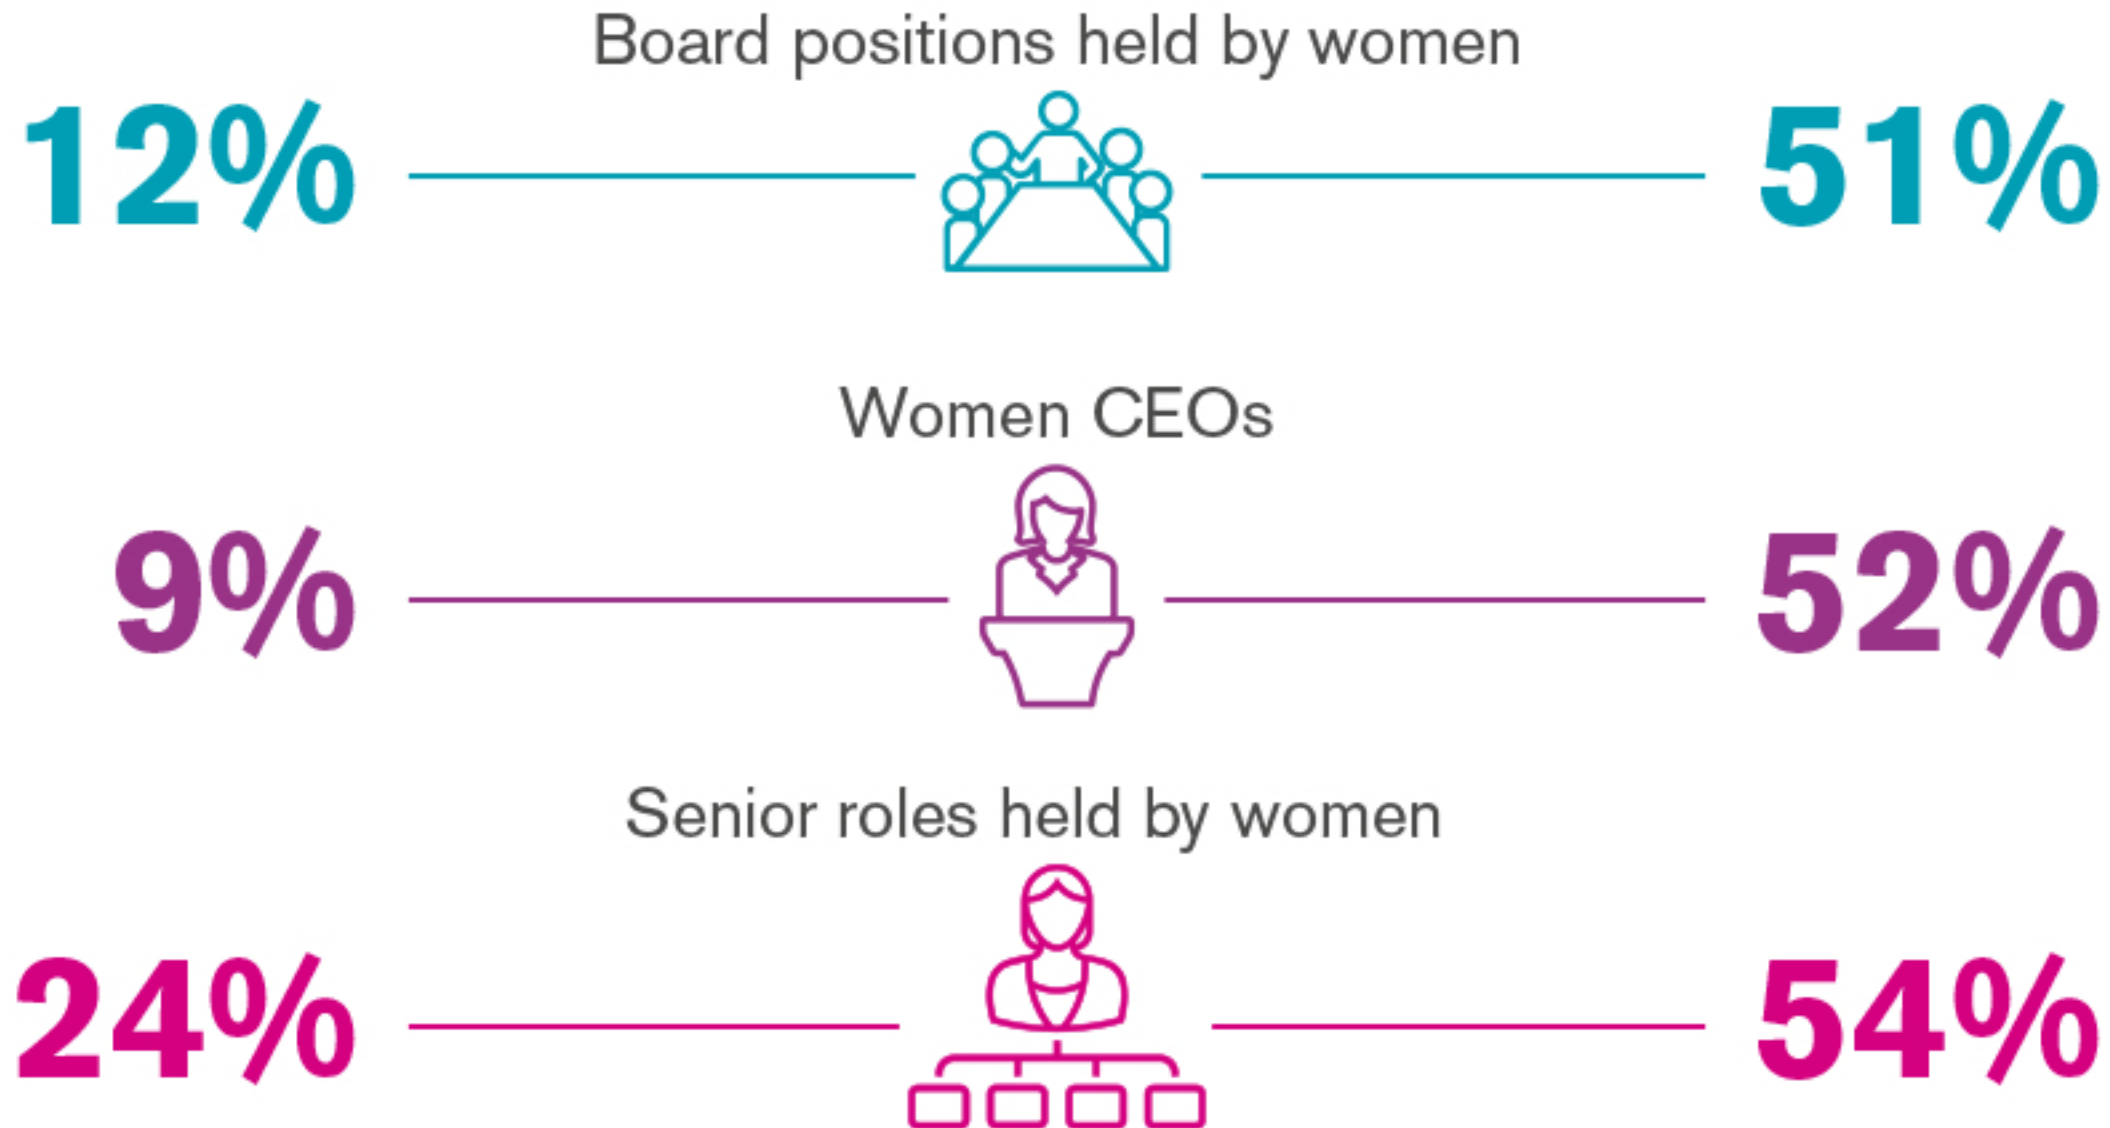 Board positions held by women
12%
51%
Women CEOs
9%
52%
Senior roles held by women
24%
54%